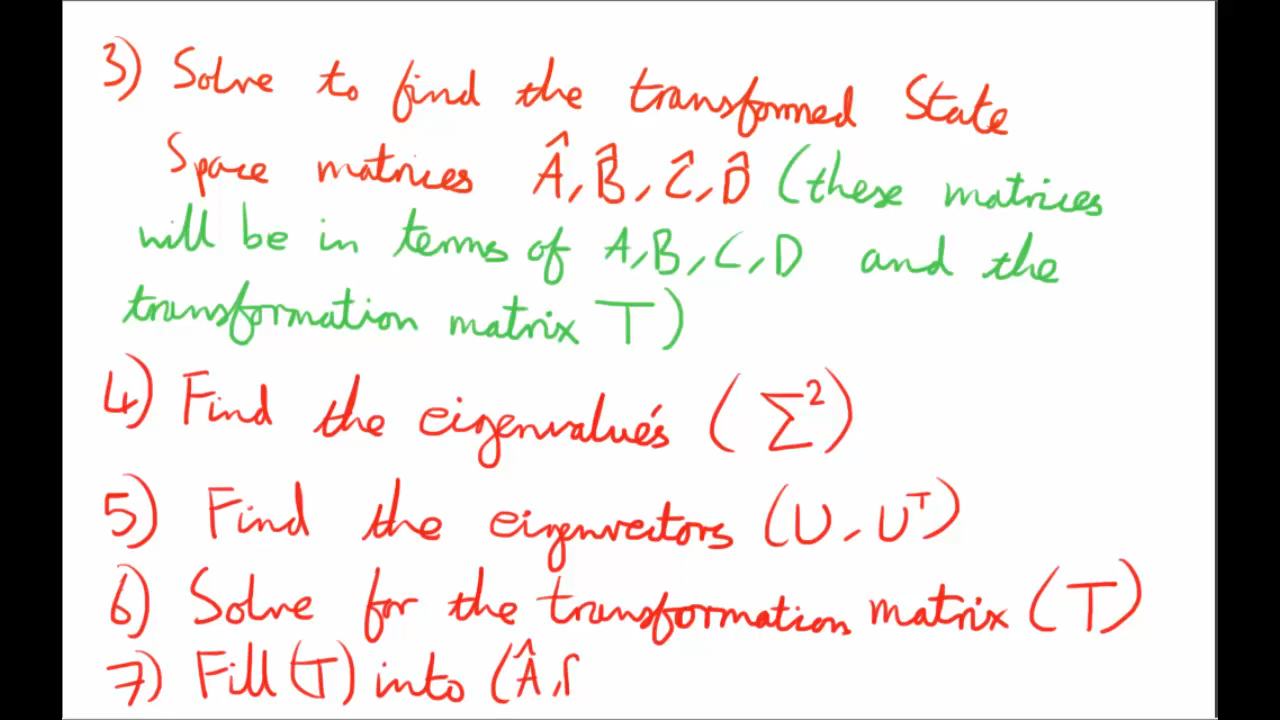 3) Solve to find the transformed State
Space matrices Â, B̂, Ĉ, D̂ (these matrices
will be in terms of A, B, C, D and the
transformation matrix T)
4) Find the eigenvalues (Σ²)
5) Find the eigenvectors (U, Uᵀ)
6) Solve for the transformation matrix (T)
7) Fill (T) into (Â,